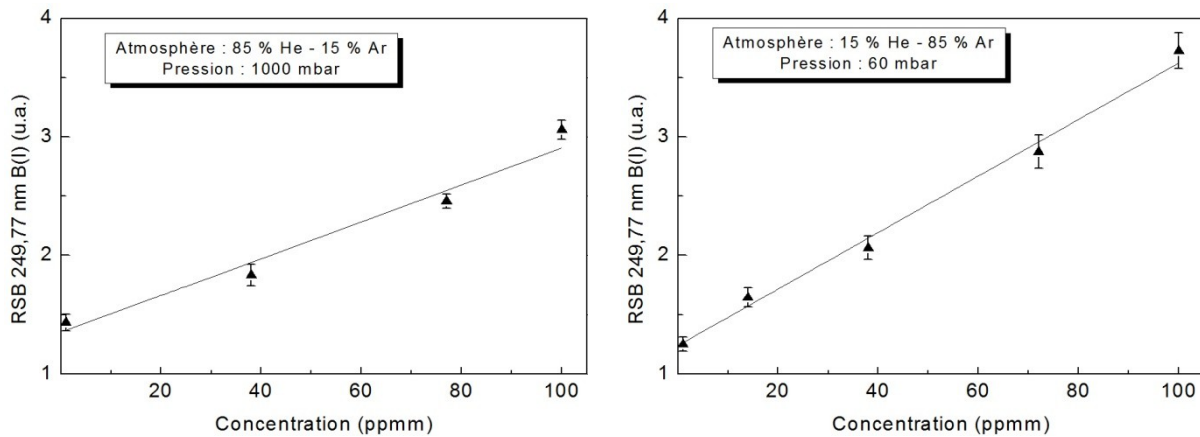 4
3
2
1
RSB 249,77 nm B(I) (u.a.)
Atmosphère : 85 % He - 15 % Ar
Pression : 1000 mbar
20 40 60 80 100
Concentration (ppmm)
4
3
2
1
RSB 249,77 nm B(I) (u.a.)
Atmosphère : 15 % He - 85 % Ar
Pression : 60 mbar
20 40 60 80 100
Concentration (ppmm)